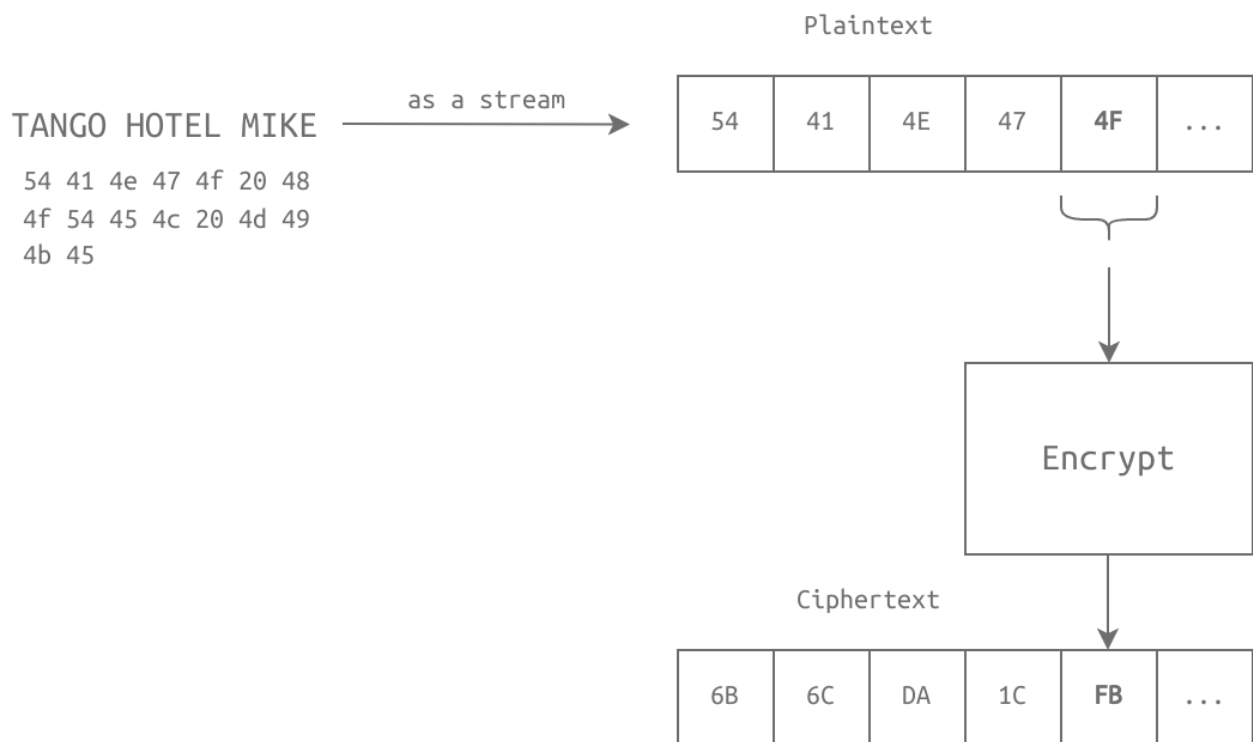 Plaintext
as a stream
TANGO HOTEL MIKE
54 41 4E 47 4F ...
54 41 4e 47 4f 20 48
4f 54 45 4c 20 4d 49
4b 45
Encrypt
Ciphertext
6B 6C DA 1C FB ...